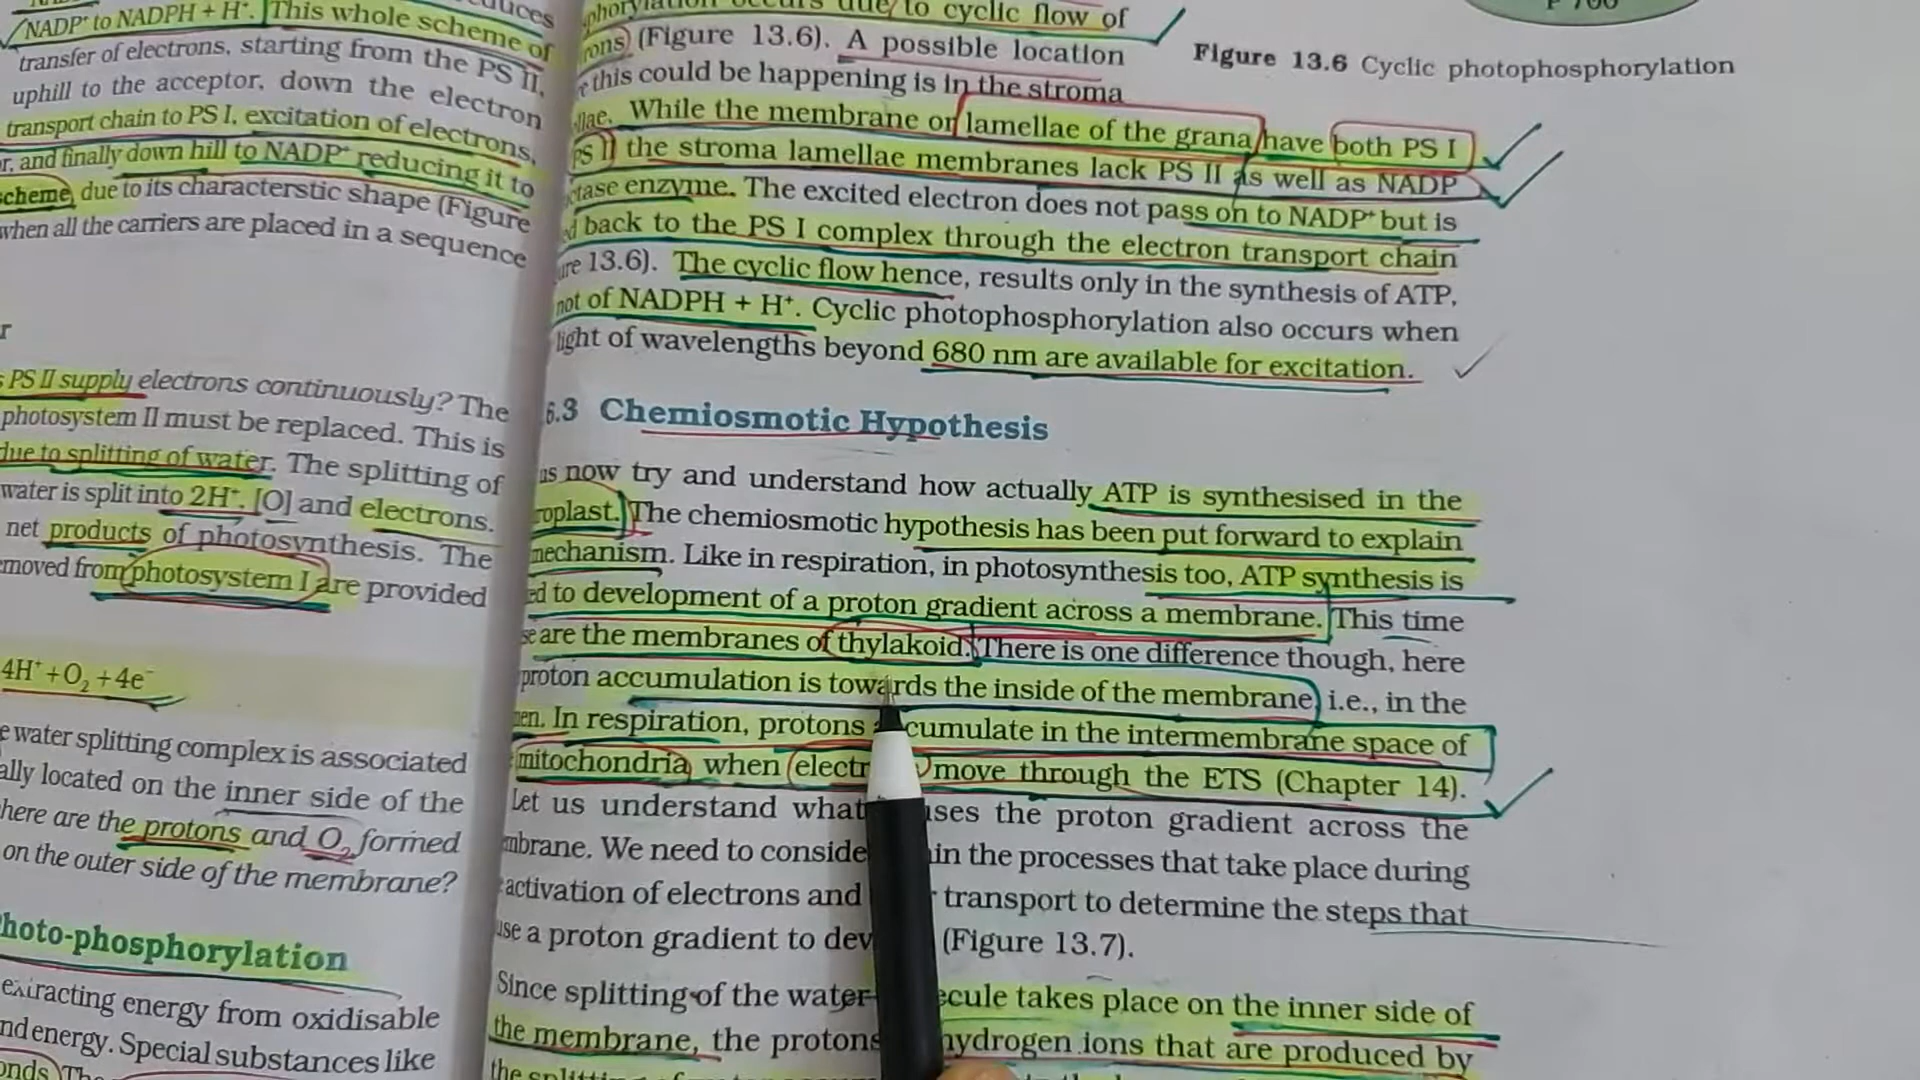 NADP⁺ to NADPH + H⁺. This whole scheme of
transfer of electrons, starting from the PS II,
uphill to the acceptor, down the electron
transport chain to PS I, excitation of electrons,
and finally down hill to NADP⁺ reducing it to
scheme, due to its characterstic shape (Figure
when all the carriers are placed in a sequence
PS II supply electrons continuously? The
photosystem II must be replaced. This is
due to splitting of water. The splitting of
water is split into 2H⁺, [O] and electrons.
net products of photosynthesis. The
from photosystem I are provided
4H⁺ + O₂ + 4e⁻
water splitting complex is associated
located on the inner side of the
are the protons and O₂ formed
on the outer side of the membrane?
hoto-phosphorylation
extracting energy from oxidisable
energy. Special substances like
to cyclic flow of
(Figure 13.6). A possible location
this could be happening is in the stroma
While the membrane or lamellae of the grana have both PS I
PS II the stroma lamellae membranes lack PS II as well as NADP
enzyme. The excited electron does not pass on to NADP⁺ but is
back to the PS I complex through the electron transport chain
13.6). The cyclic flow hence, results only in the synthesis of ATP,
not of NADPH + H⁺. Cyclic photophosphorylation also occurs when
light of wavelengths beyond 680 nm are available for excitation.
Figure 13.6 Cyclic photophosphorylation
P 700
6.3 Chemiosmotic Hypothesis
us now try and understand how actually ATP is synthesised in the
roplast. The chemiosmotic hypothesis has been put forward to explain
mechanism. Like in respiration, in photosynthesis too, ATP synthesis is
to development of a proton gradient across a membrane. This time
are the membranes of thylakoid. There is one difference though, here
proton accumulation is towards the inside of the membrane, i.e., in the
In respiration, protons accumulate in the intermembrane space of
mitochondria when move through the ETS (Chapter 14).
Let us understand what the proton gradient across the
We need to in the processes that take place during
activation of electrons and transport to determine the steps that
a proton gradient to (Figure 13.7).
Since splitting of the water takes place on the inner side of
the membrane, the protons hydrogen ions that are produced by
the